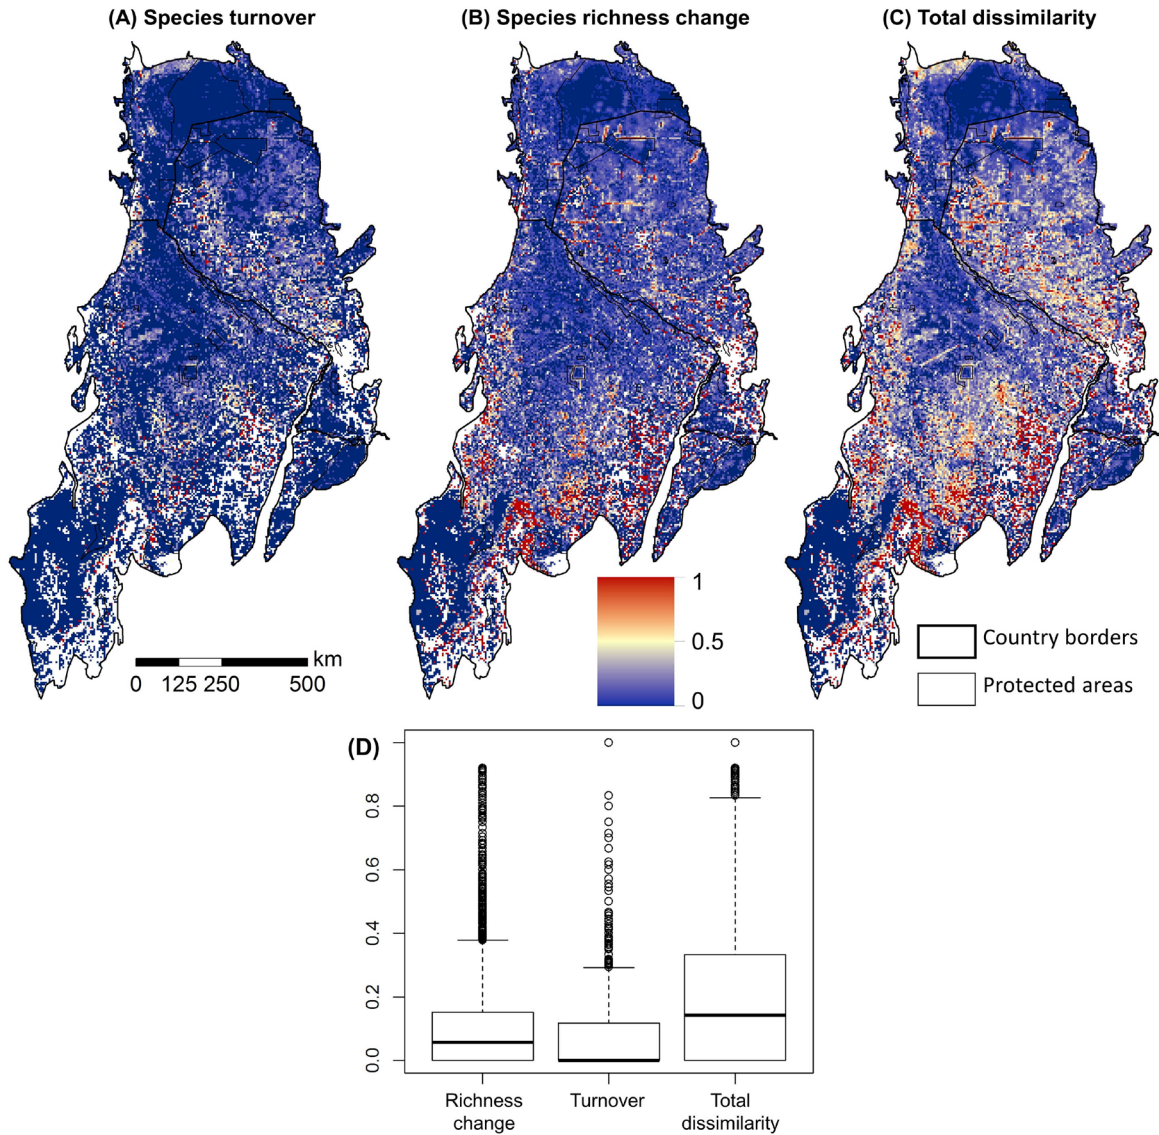 (A) Species turnover
(B) Species richness change
(C) Total dissimilarity
km
0 125 250 500
1
0.5
0
Country borders
Protected areas
(D)
0.8
0.6
0.4
0.2
0.0
Richness change
Turnover
Total dissimilarity